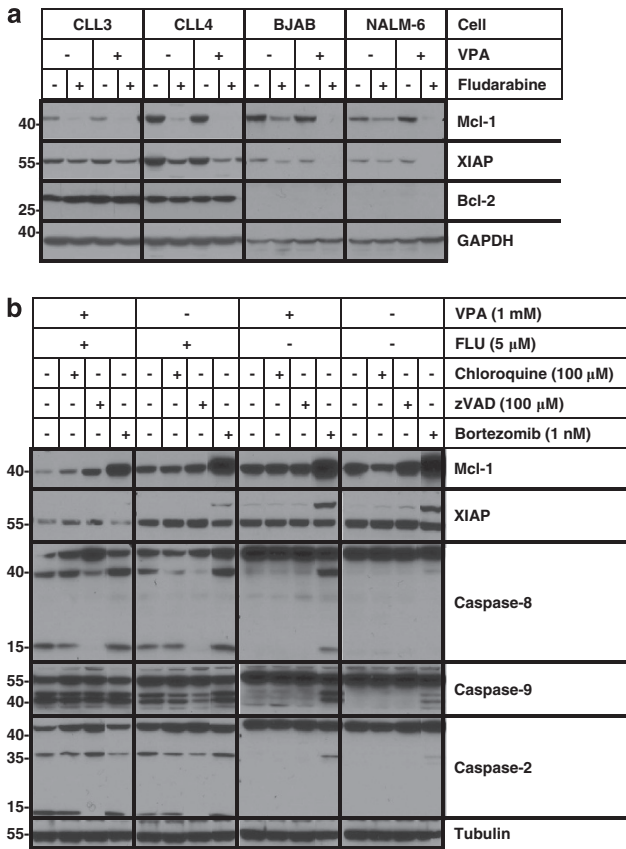 a
CLL3 CLL4 BJAB NALM-6 Cell
- + - + - + - + VPA
- + - + - + - + - + - + - + - + Fludarabine
40- Mcl-1
55- XIAP
25- Bcl-2
40- GAPDH
b
+ - + - VPA (1 mM)
+ + - - FLU (5 μM)
- + - - - + - - - + - - - + - - Chloroquine (100 μM)
- - + - - - + - - - + - - - + - zVAD (100 μM)
- - - + - - - + - - - + - - - + Bortezomib (1 nM)
40- Mcl-1
55- XIAP
40-
Caspase-8
15-
55-
Caspase-9
40-
40-
35-
Caspase-2
15-
55- Tubulin